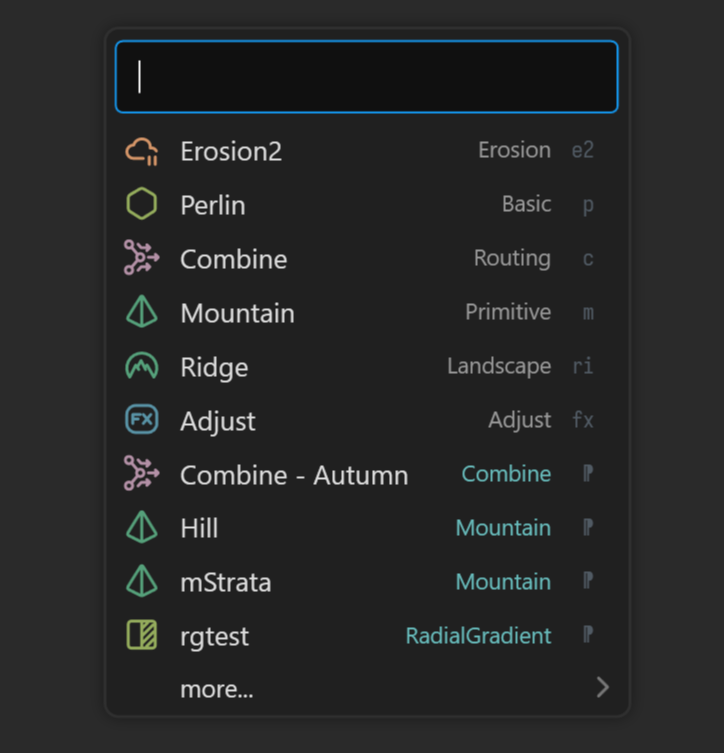 Erosion2 Erosion e2
Perlin Basic p
Combine Routing c
Mountain Primitive m
Ridge Landscape ri
FX Adjust Adjust fx
Combine - Autumn Combine ⁋
Hill Mountain ⁋
mStrata Mountain ⁋
rgtest RadialGradient ⁋
more...